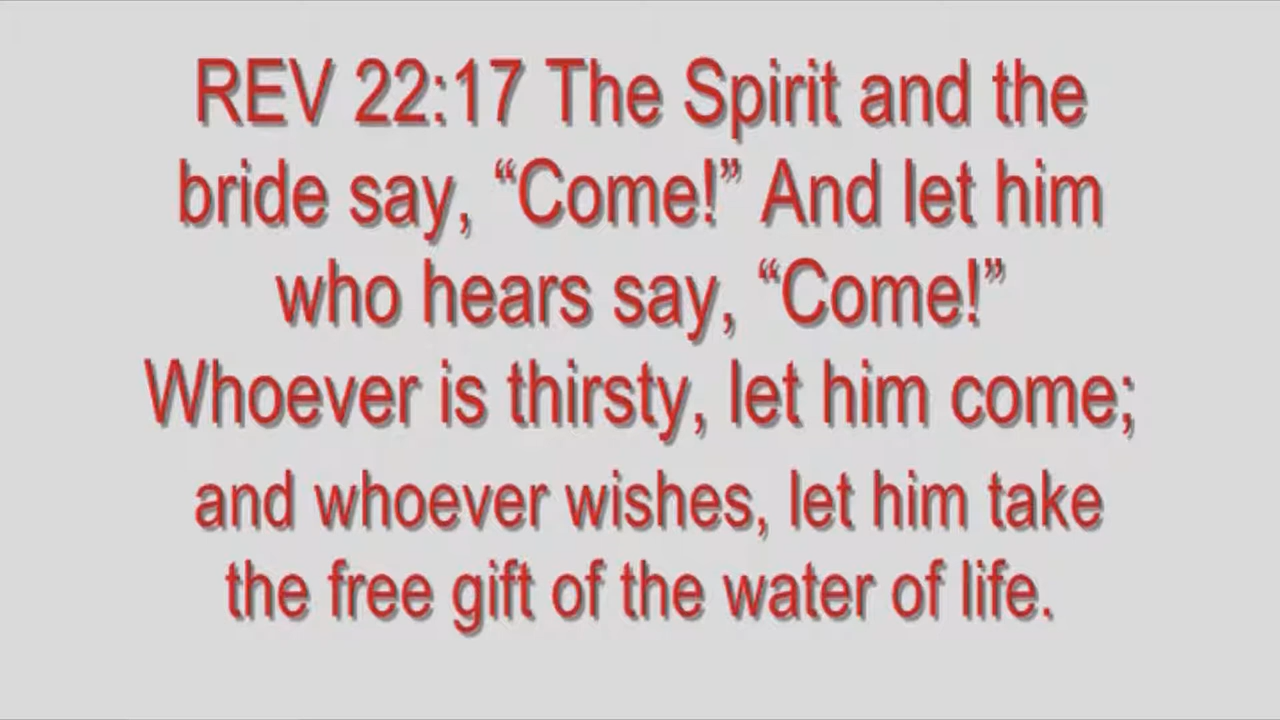 REV 22:17 The Spirit and the
bride say, “Come!” And let him
who hears say, “Come!”
Whoever is thirsty, let him come;
and whoever wishes, let him take
the free gift of the water of life.